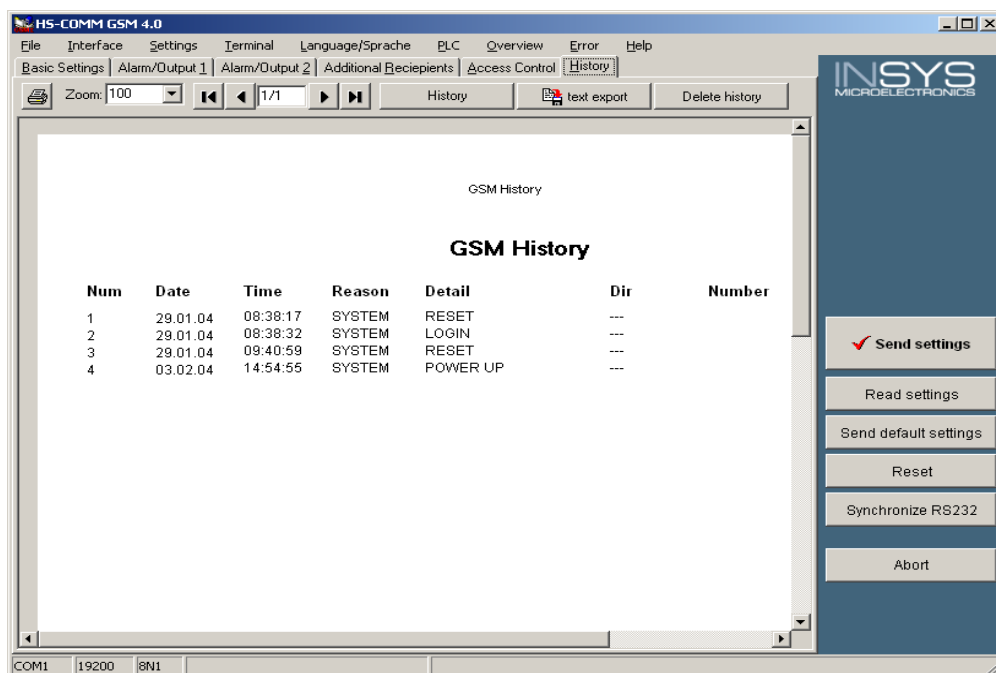 HS-COMM GSM 4.0
File Interface Settings Terminal Language/Sprache PLC Overview Error Help
Basic Settings Alarm/Output 1 Alarm/Output 2 Additional Reciepients Access Control History
Zoom: 100 1/1 History text export Delete history
INSYS
MICROELECTRONICS
GSM History
GSM History
Num Date Time Reason Detail Dir Number
1 29.01.04 08:38:17 SYSTEM RESET ---
2 29.01.04 08:38:32 SYSTEM LOGIN ---
3 29.01.04 09:40:59 SYSTEM RESET ---
4 03.02.04 14:54:55 SYSTEM POWER UP ---
Send settings
Read settings
Send default settings
Reset
Synchronize RS232
Abort
COM1 19200 8N1